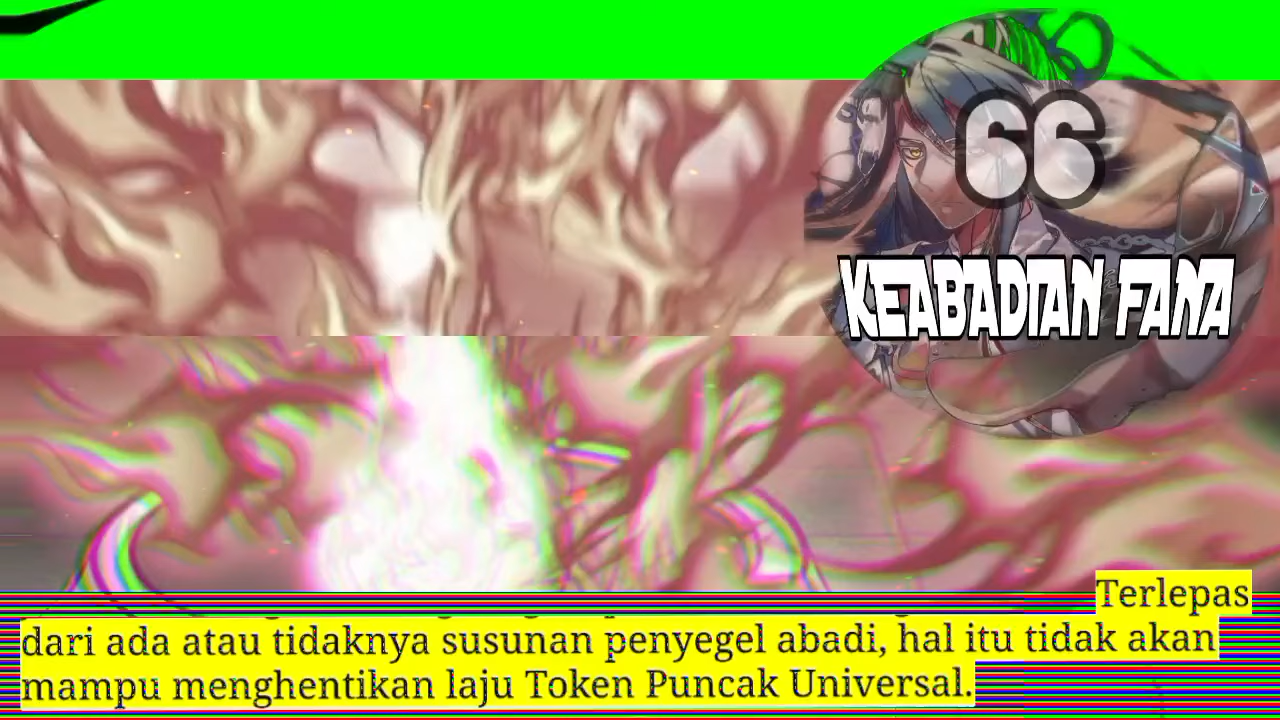 66
KEABADIAN FANA
Terlepas
dari ada atau tidaknya susunan penyegel abadi, hal itu tidak akan
mampu menghentikan laju Token Puncak Universal.